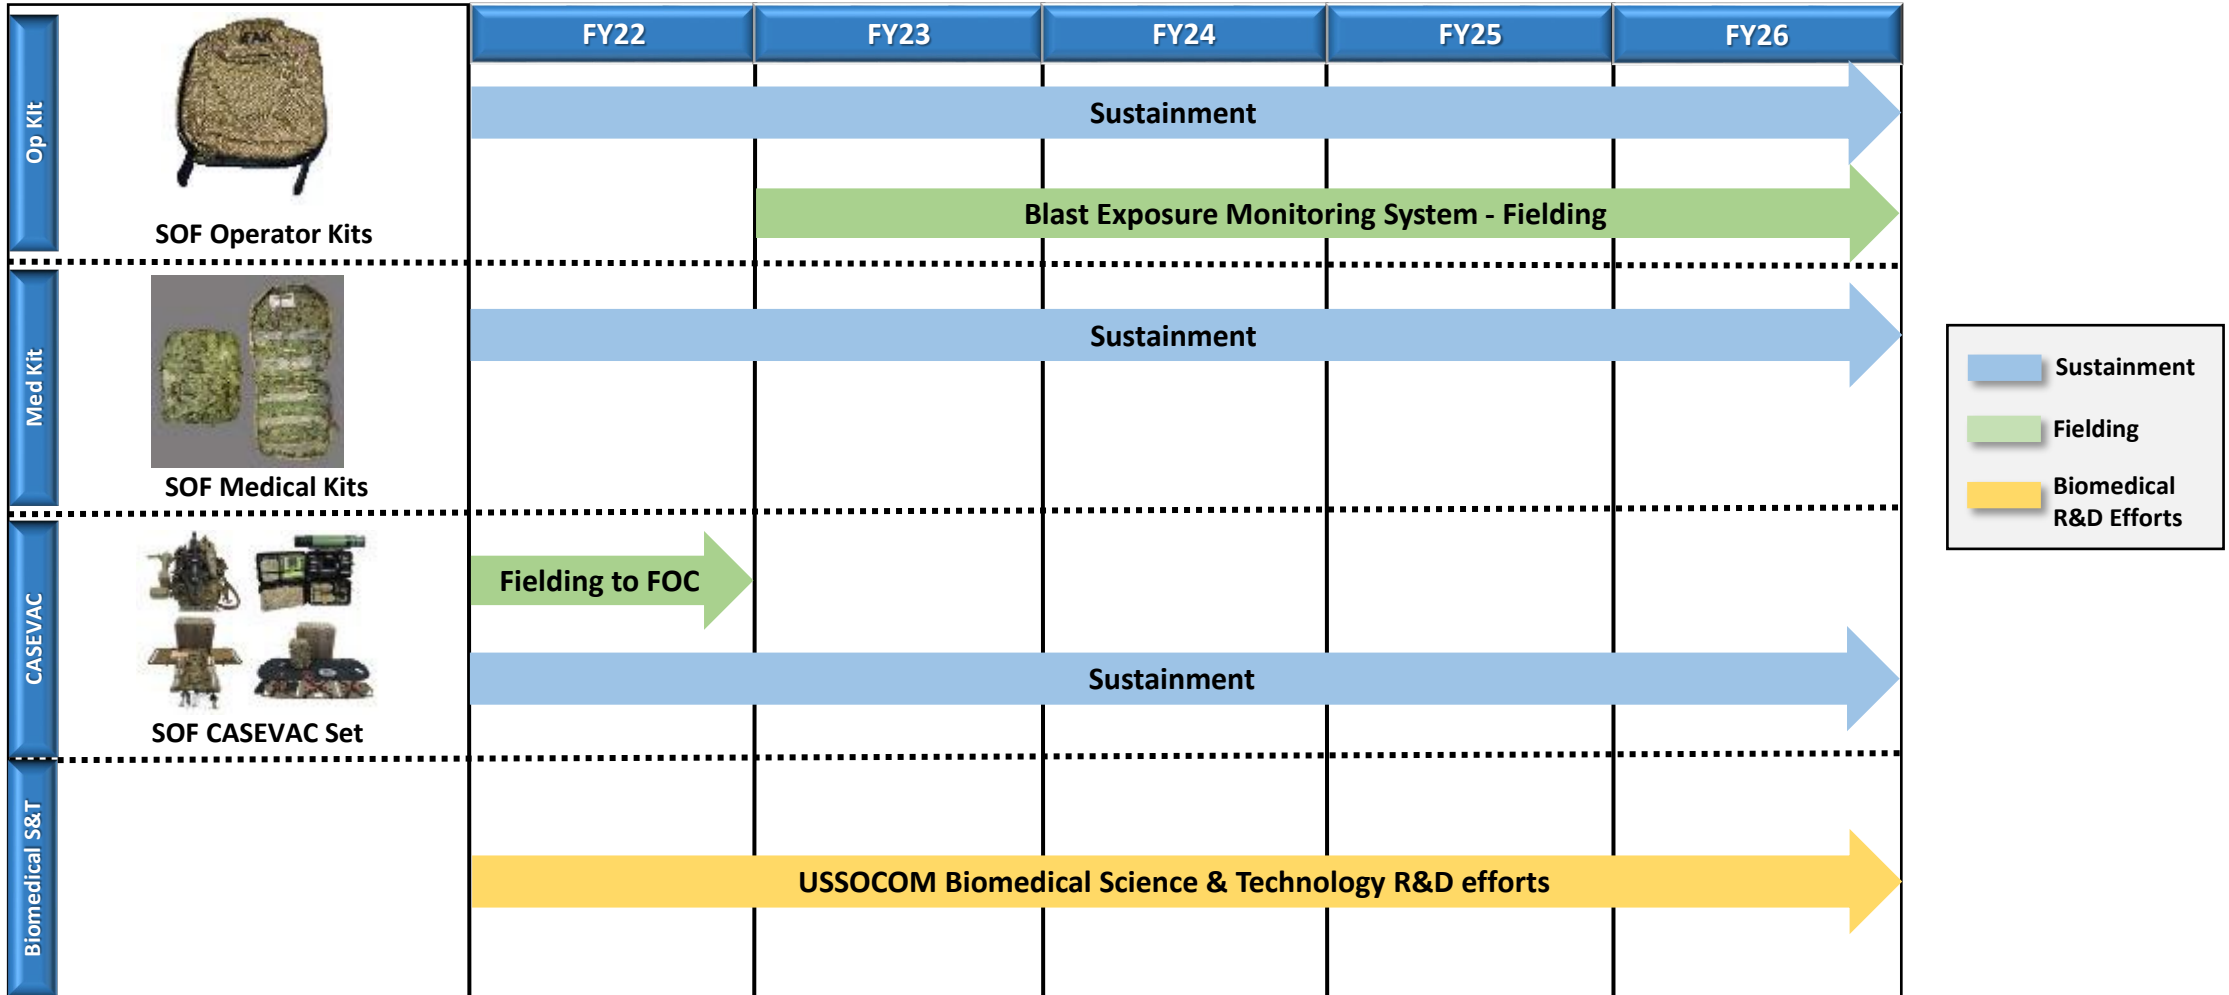 FY22
FY23
FY24
FY25
FY26
Op Kit
IFAK
SOF Operator Kits
Sustainment
Blast Exposure Monitoring System - Fielding
Med Kit
SOF Medical Kits
Sustainment
CASEVAC
SOF CASEVAC Set
Fielding to FOC
Sustainment
Biomedical S&T
USSOCOM Biomedical Science & Technology R&D efforts
Sustainment
Fielding
Biomedical
R&D Efforts